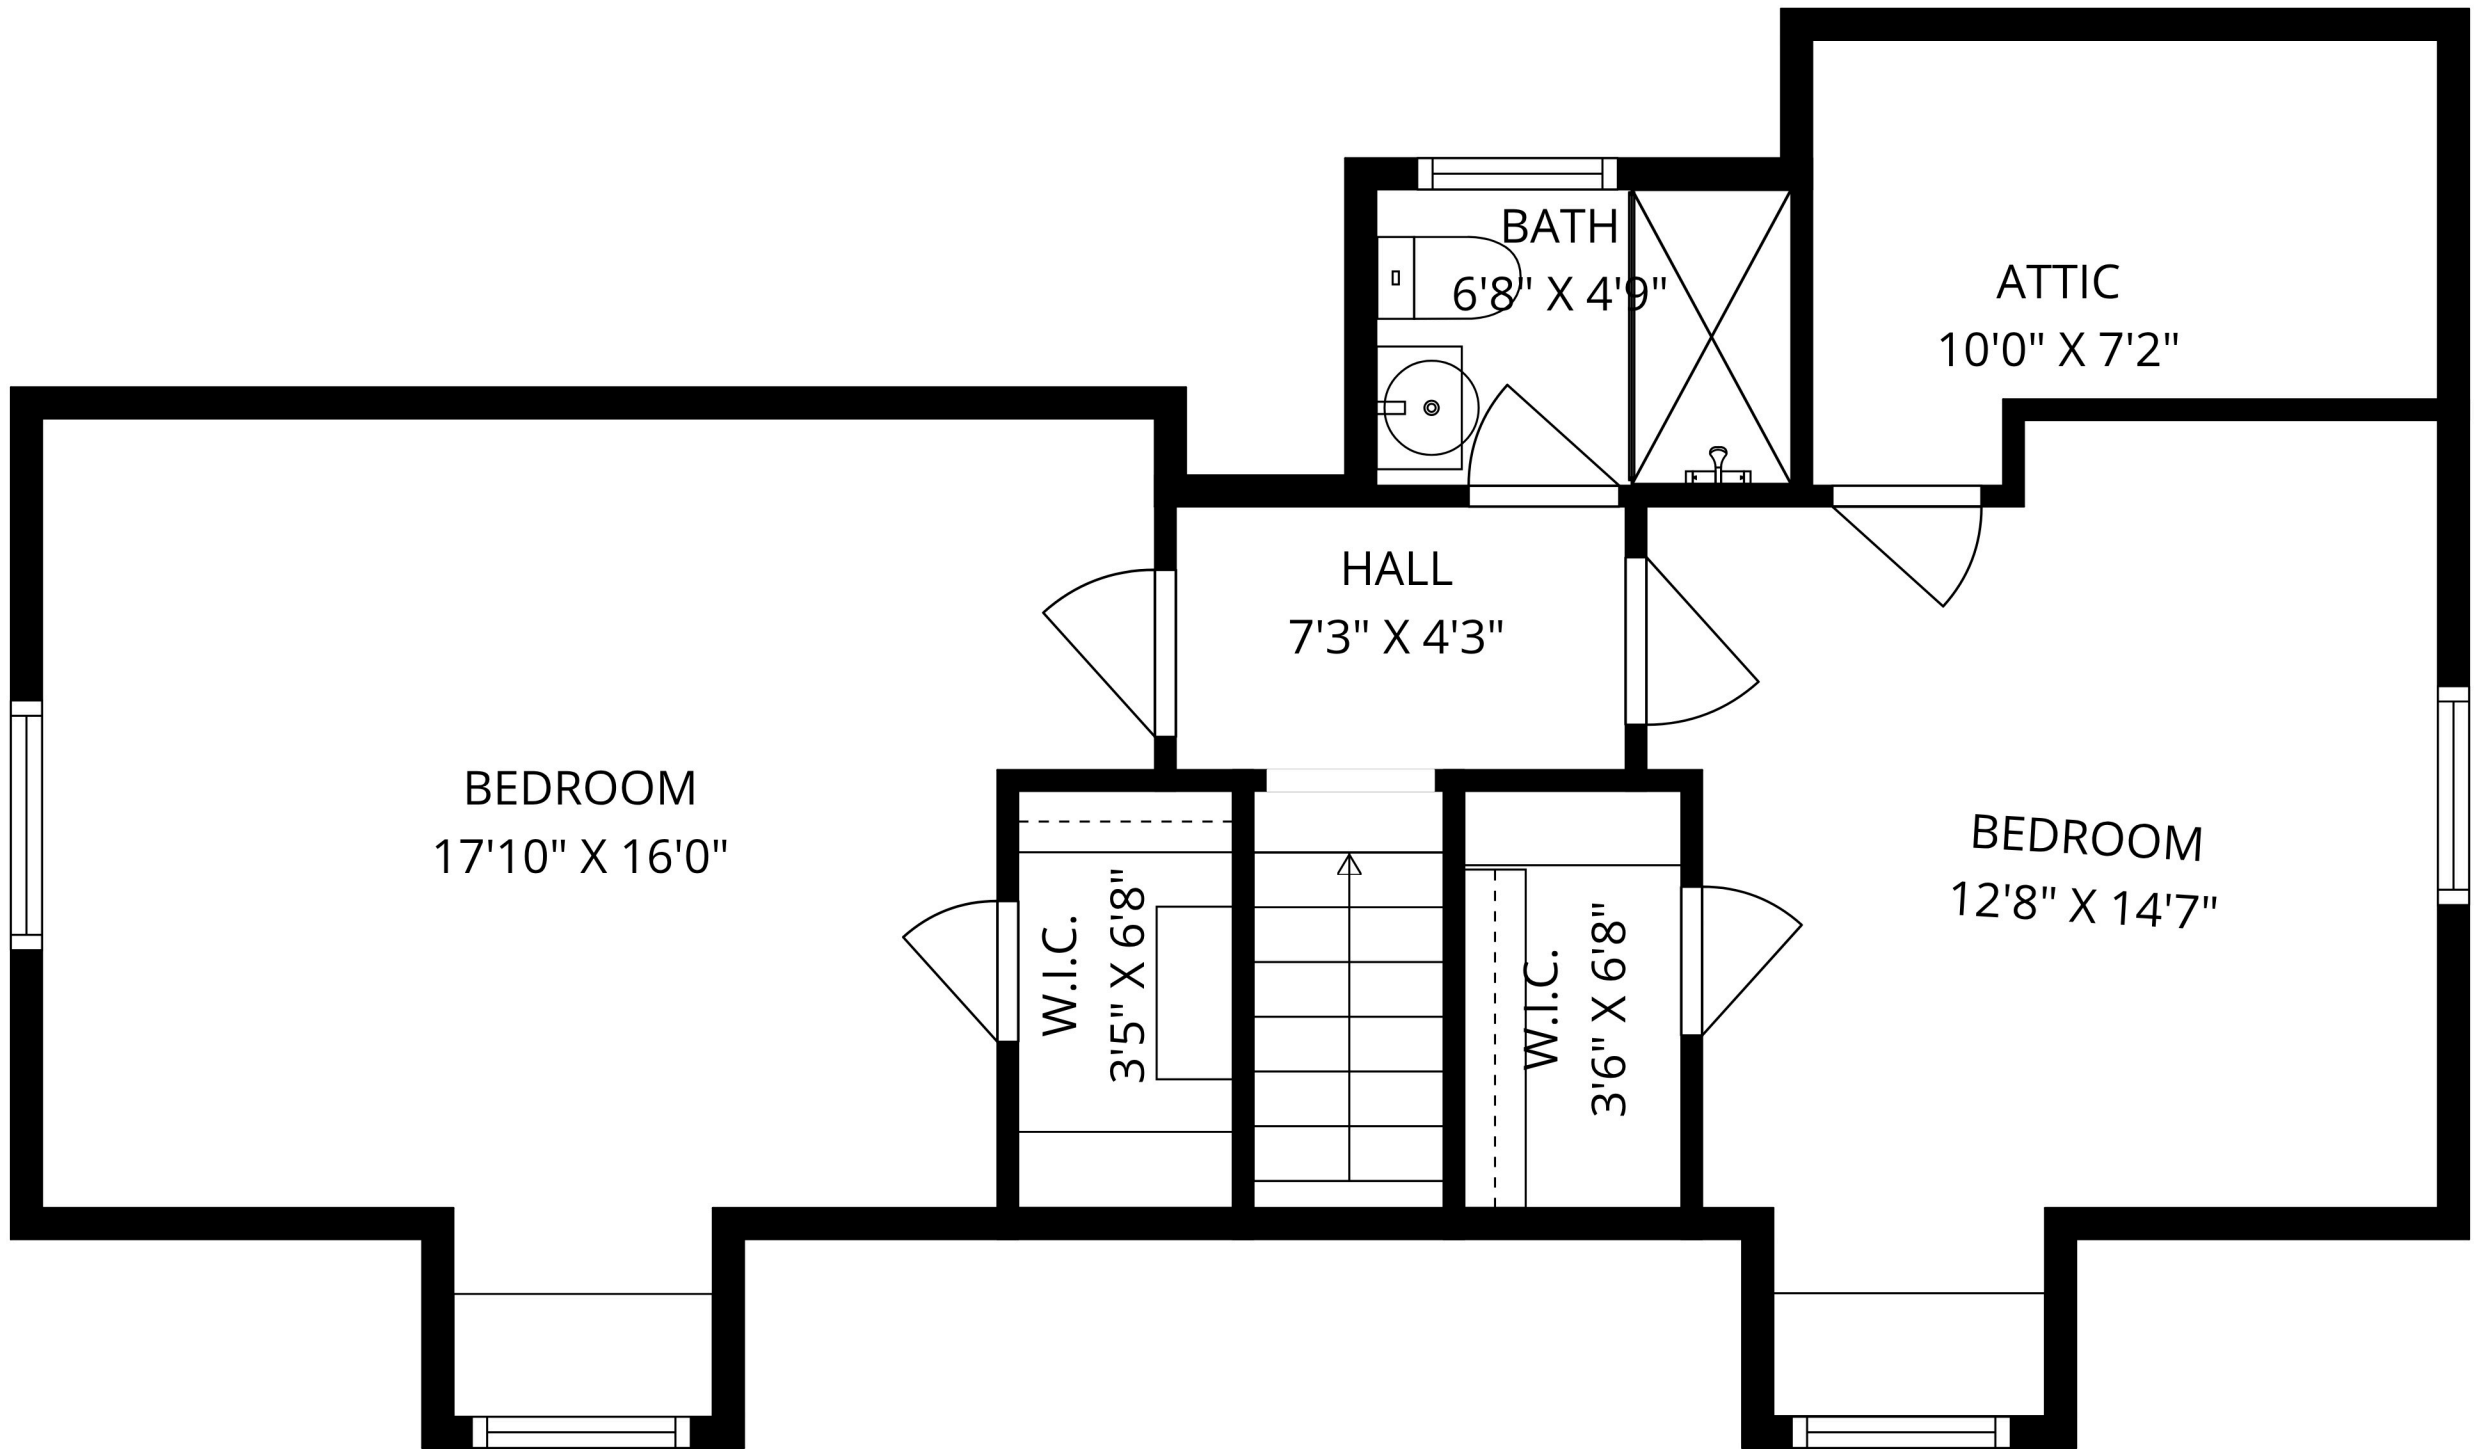 BATH
6'8" X 4'9"
ATTIC
10'0" X 7'2"
HALL
7'3" X 4'3"
BEDROOM
17'10" X 16'0"
W.I.C.
3'5" X 6'8"
W.I.C.
3'6" X 6'8"
BEDROOM
12'8" X 14'7"